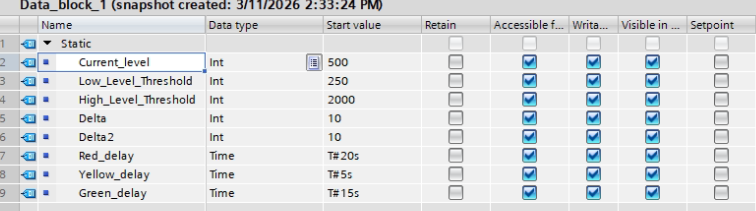 Data_block_1 (snapshot created: 3/11/2026 2:33:24 PM)
Name Data type Start value Retain Accessible f... Writa... Visible in ... Setpoint
1 Static
2 Current_level Int 500
3 Low_Level_Threshold Int 250
4 High_Level_Threshold Int 2000
5 Delta Int 10
6 Delta2 Int 10
7 Red_delay Time T#20s
8 Yellow_delay Time T#5s
9 Green_delay Time T#15s